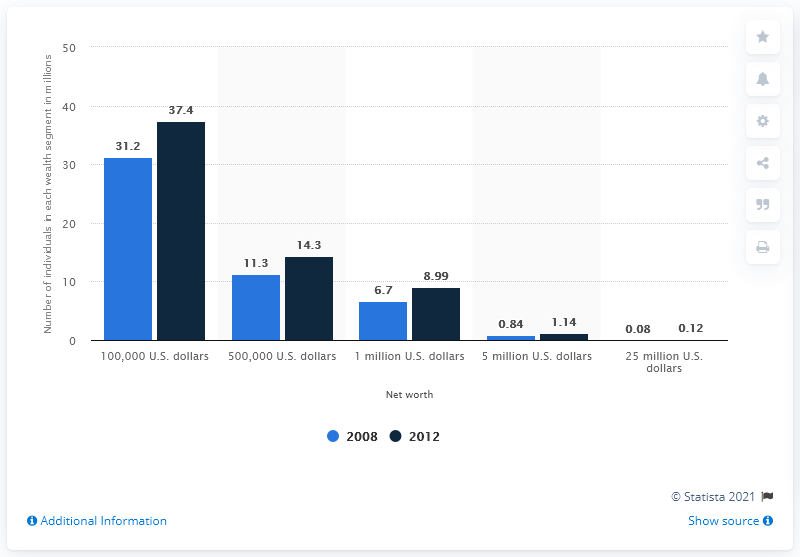 Number of individuals in each wealth segment in millions
50
40
30
20
10
0
31.2
37.4
11.3
14.3
6.7
8.99
0.84
1.14
0.08
0.12
100,000 U.S. dollars
500,000 U.S. dollars
1 million U.S. dollars
5 million U.S. dollars
25 million U.S.
dollars
Net worth
2008
2012
© Statista 2021
Additional Information
Show source